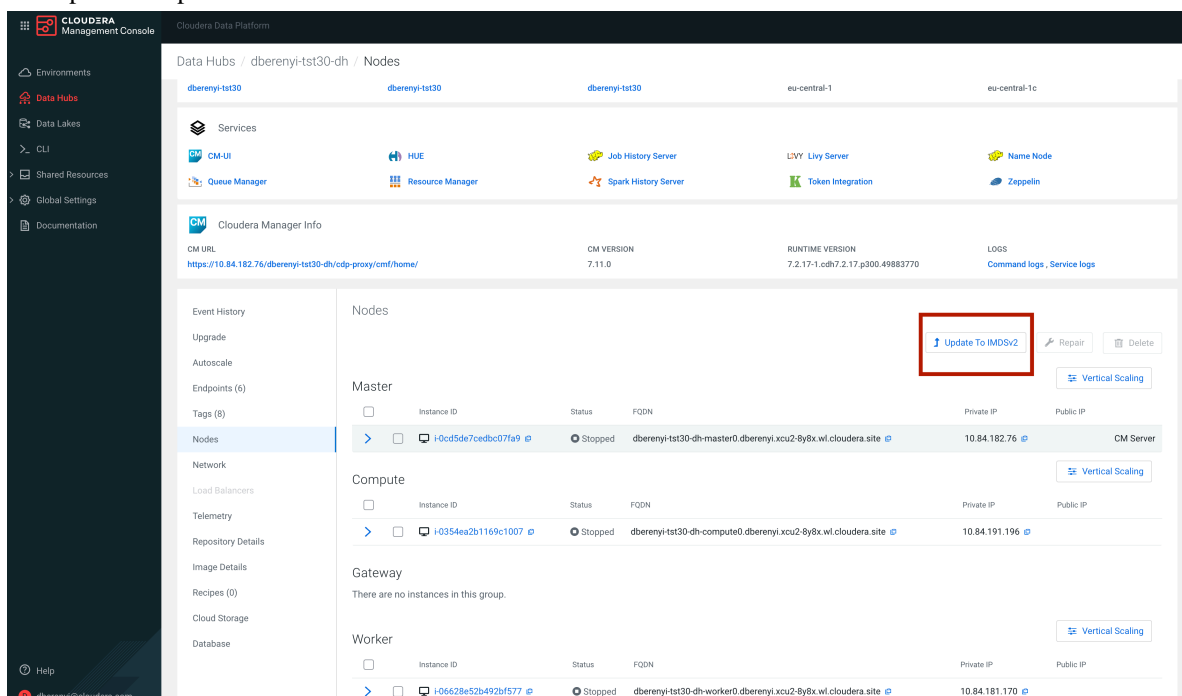 CLOUDERA
Management Console
Cloudera Data Platform
Environments
Data Hubs
Data Lakes
CLI
Shared Resources
Global Settings
Documentation
Help
Data Hubs / dberenyi-tst30-dh / Nodes
dberenyi-tst30 dberenyi-tst30 dberenyi-tst30 eu-central-1 eu-central-1c
Services
CM CM-UI HUE Job History Server LIVY Livy Server Name Node
Queue Manager Resource Manager Spark History Server Token Integration Zeppelin
CM Cloudera Manager Info
CM URL CM VERSION RUNTIME VERSION LOGS
https://10.84.182.76/dberenyi-tst30-dh/cdp-proxy/cmf/home/ 7.11.0 7.2.17-1.cdh7.2.17.p300.49883770 Command logs , Service logs
Event History
Upgrade
Autoscale
Endpoints (6)
Tags (8)
Nodes
Network
Load Balancers
Telemetry
Repository Details
Image Details
Recipes (0)
Cloud Storage
Database
Nodes
Update To IMDSv2 Repair Delete
Vertical Scaling
Master
Instance ID Status FQDN Private IP Public IP
i-0cd5de7cedbc07fa9 Stopped dberenyi-tst30-dh-master0.dberenyi.xcu2-8y8x.wl.cloudera.site 10.84.182.76 CM Server
Vertical Scaling
Compute
Instance ID Status FQDN Private IP Public IP
i-0354ea2b1169c1007 Stopped dberenyi-tst30-dh-compute0.dberenyi.xcu2-8y8x.wl.cloudera.site 10.84.191.196
Gateway
There are no instances in this group.
Vertical Scaling
Worker
Instance ID Status FQDN Private IP Public IP
i-06628e52b492bf577 Stopped dberenyi-tst30-dh-worker0.dberenyi.xcu2-8y8x.wl.cloudera.site 10.84.181.170